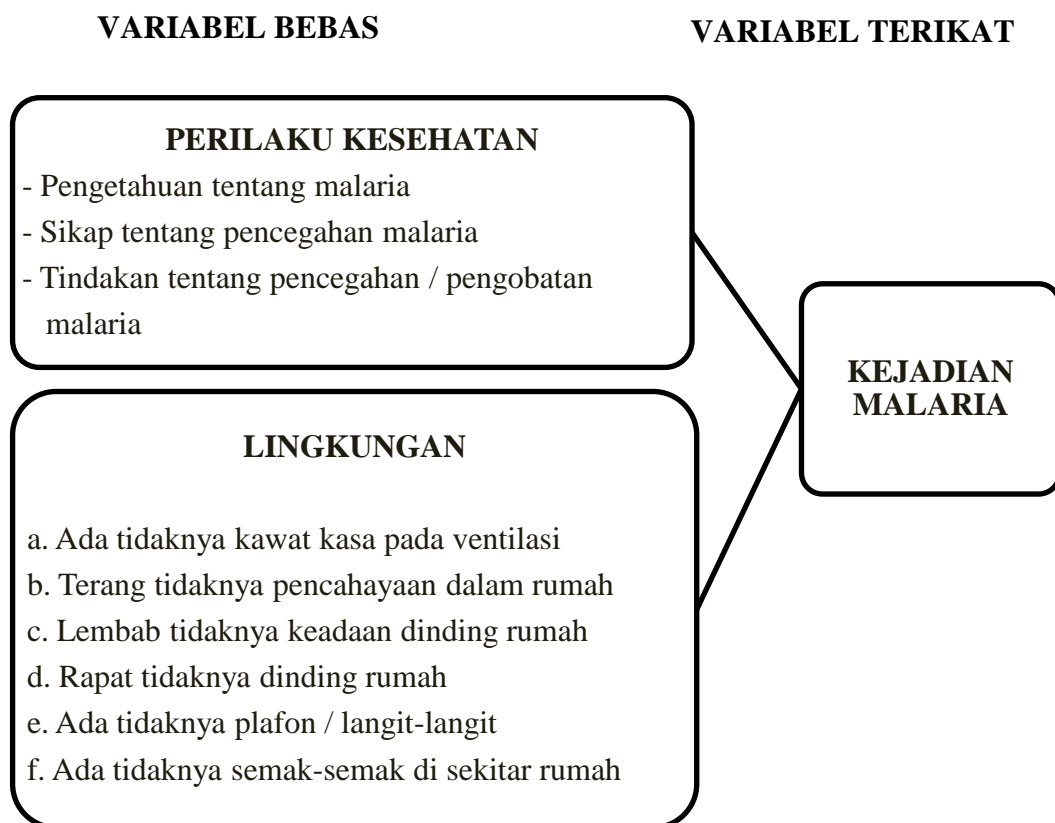 VARIABEL BEBAS
VARIABEL TERIKAT
PERILAKU KESEHATAN
- Pengetahuan tentang malaria
- Sikap tentang pencegahan malaria
- Tindakan tentang pencegahan / pengobatan
malaria
LINGKUNGAN
a. Ada tidaknya kawat kasa pada ventilasi
b. Terang tidaknya pencahayaan dalam rumah
c. Lembab tidaknya keadaan dinding rumah
d. Rapat tidaknya dinding rumah
e. Ada tidaknya plafon / langit-langit
f. Ada tidaknya semak-semak di sekitar rumah
KEJADIAN
MALARIA